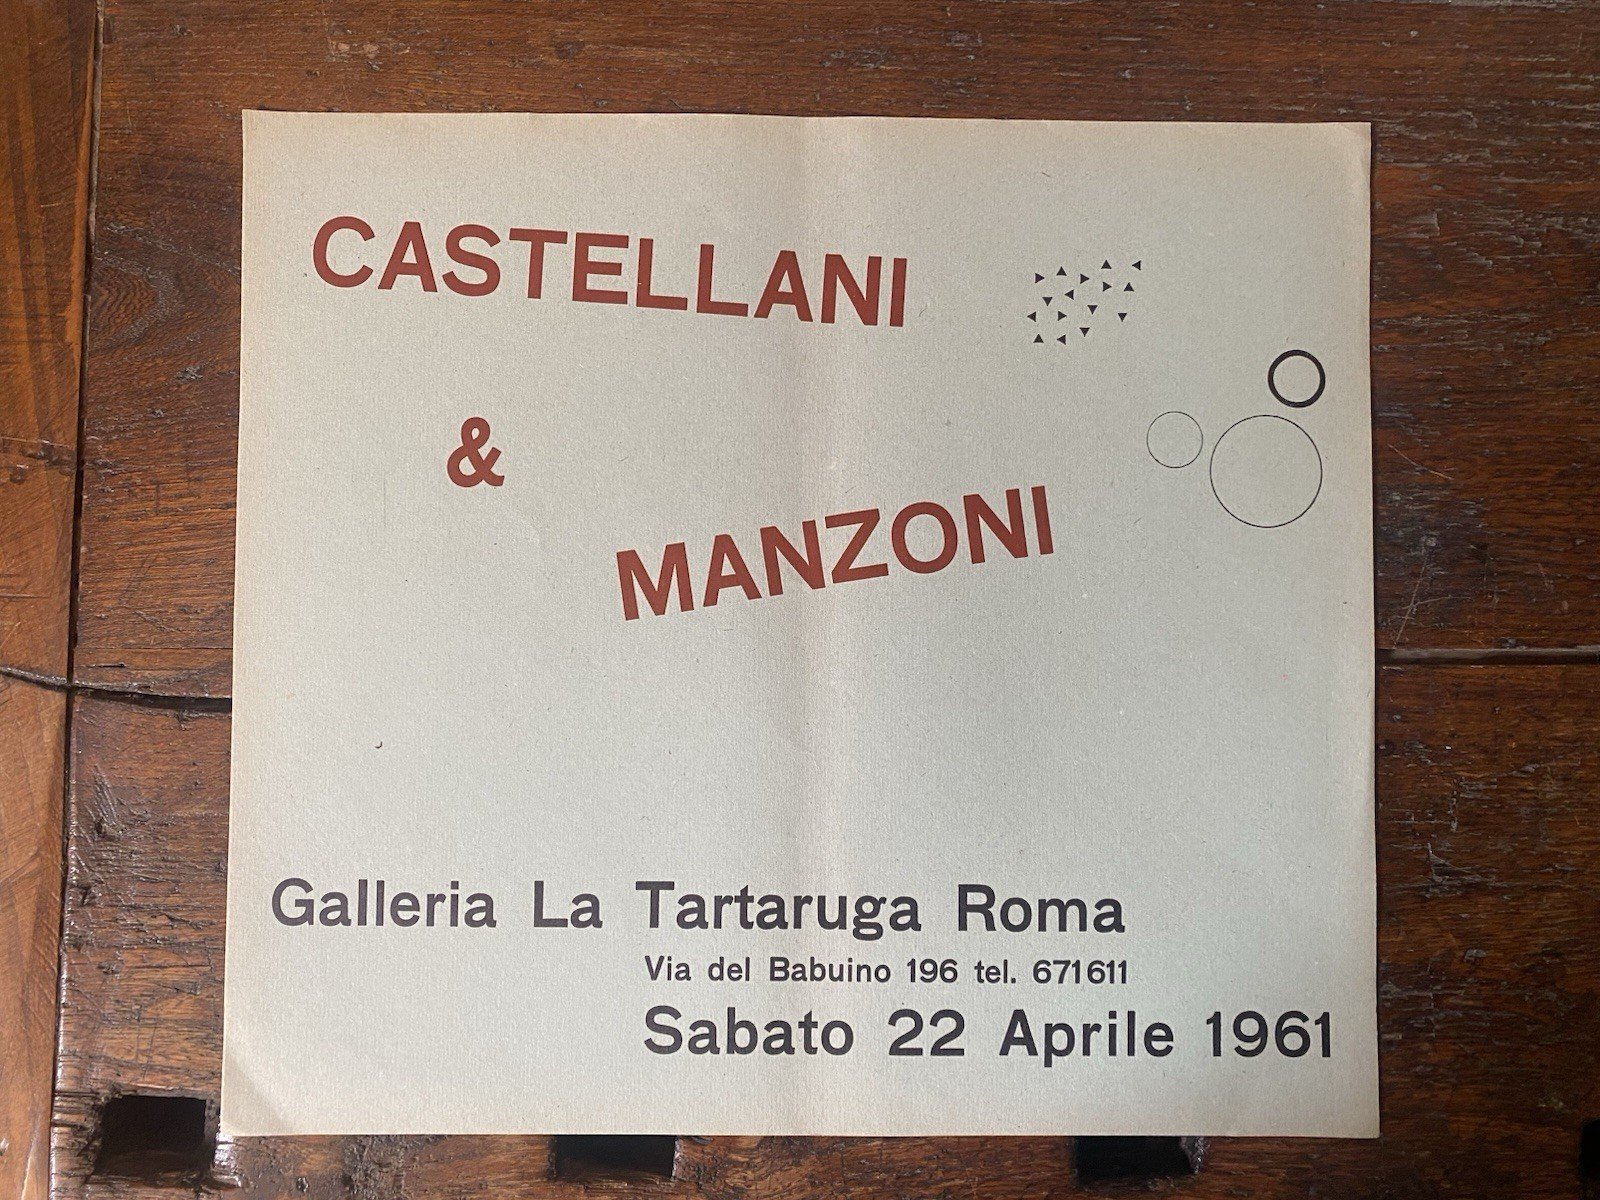 CASTELLANI
&
MANZONI
Galleria La Tartaruga Roma
Via del Babuino 196 tel. 671611
Sabato 22 Aprile 1961